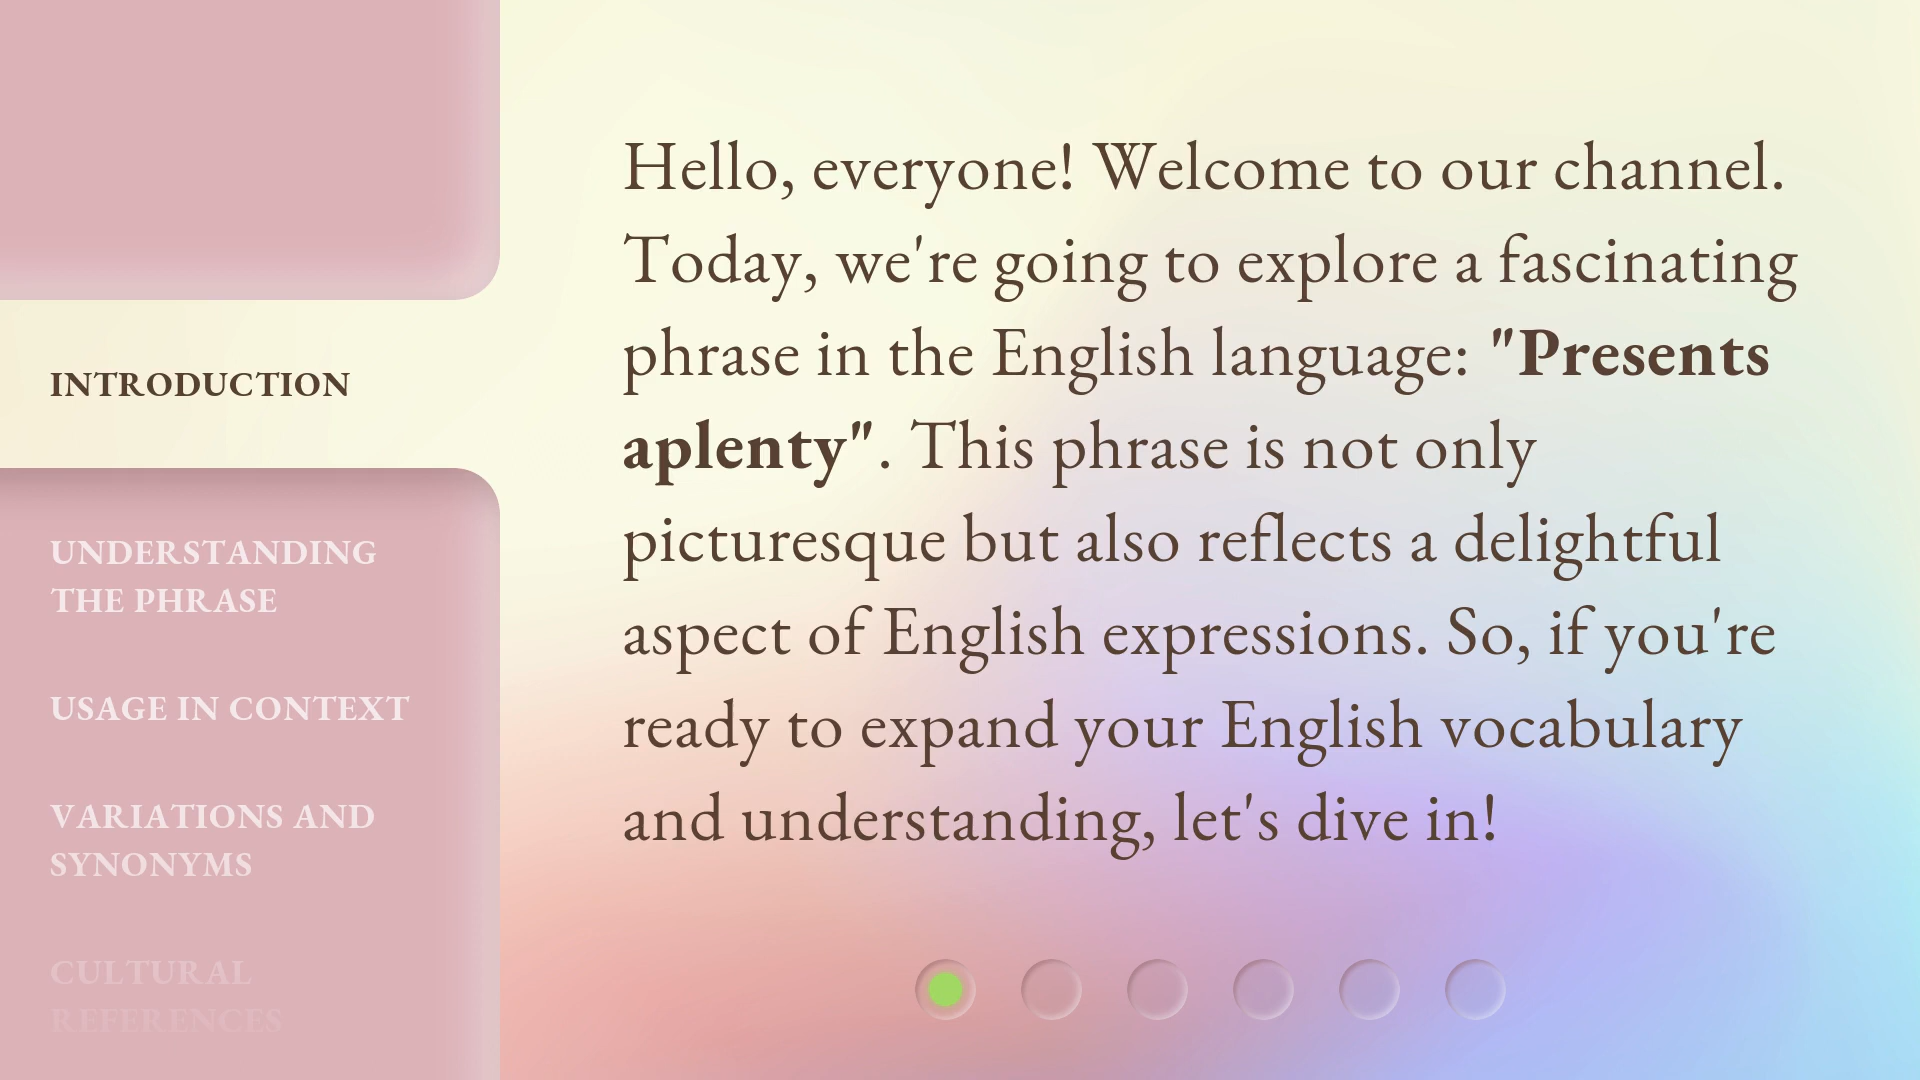 INTRODUCTION
UNDERSTANDING
THE PHRASE
USAGE IN CONTEXT
VARIATIONS AND
SYNONYMS
CULTURAL
REFERENCES
Hello, everyone! Welcome to our channel.
Today, we're going to explore a fascinating
phrase in the English language: "Presents
aplenty". This phrase is not only
picturesque but also reflects a delightful
aspect of English expressions. So, if you're
ready to expand your English vocabulary
and understanding, let's dive in!